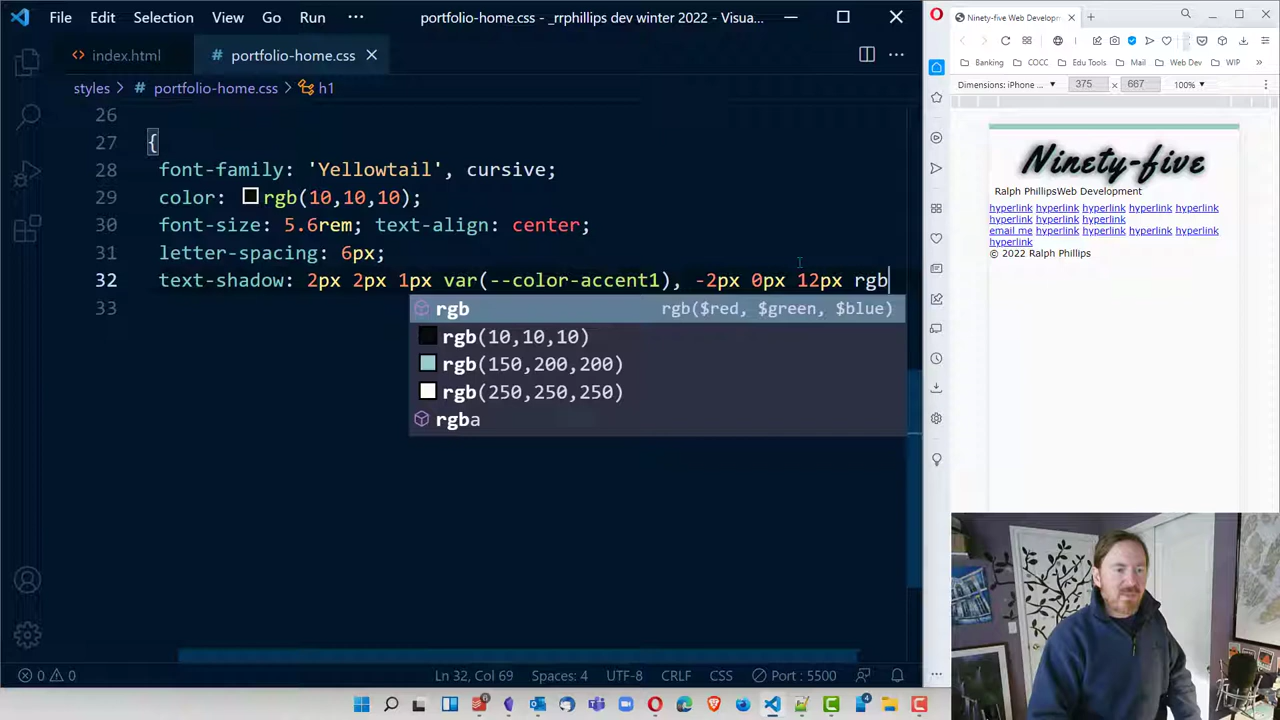 File Edit Selection View Go Run ··· portfolio-home.css - _rrphillips dev winter 2022 - Visua...
index.html
# portfolio-home.css
styles > # portfolio-home.css > h1
26
27 {
28 font-family: 'Yellowtail', cursive;
29 color: rgb(10,10,10);
30 font-size: 5.6rem; text-align: center;
31 letter-spacing: 6px;
32 text-shadow: 2px 2px 1px var(--color-accent1), -2px 0px 12px rgb
33
rgb rgb($red, $green, $blue)
rgb(10,10,10)
rgb(150,200,200)
rgb(250,250,250)
rgba
0 0 Ln 32, Col 69 Spaces: 4 UTF-8 CRLF CSS Port : 5500
Ninety-five Web Developm
Banking COCC Edu Tools Mail Web Dev WIP »
Dimensions: iPhone ... 375 x 667 100%
Ninety-five
Ralph PhillipsWeb Development
hyperlink hyperlink hyperlink hyperlink hyperlink
hyperlink hyperlink hyperlink
email me hyperlink hyperlink hyperlink hyperlink
hyperlink
© 2022 Ralph Phillips